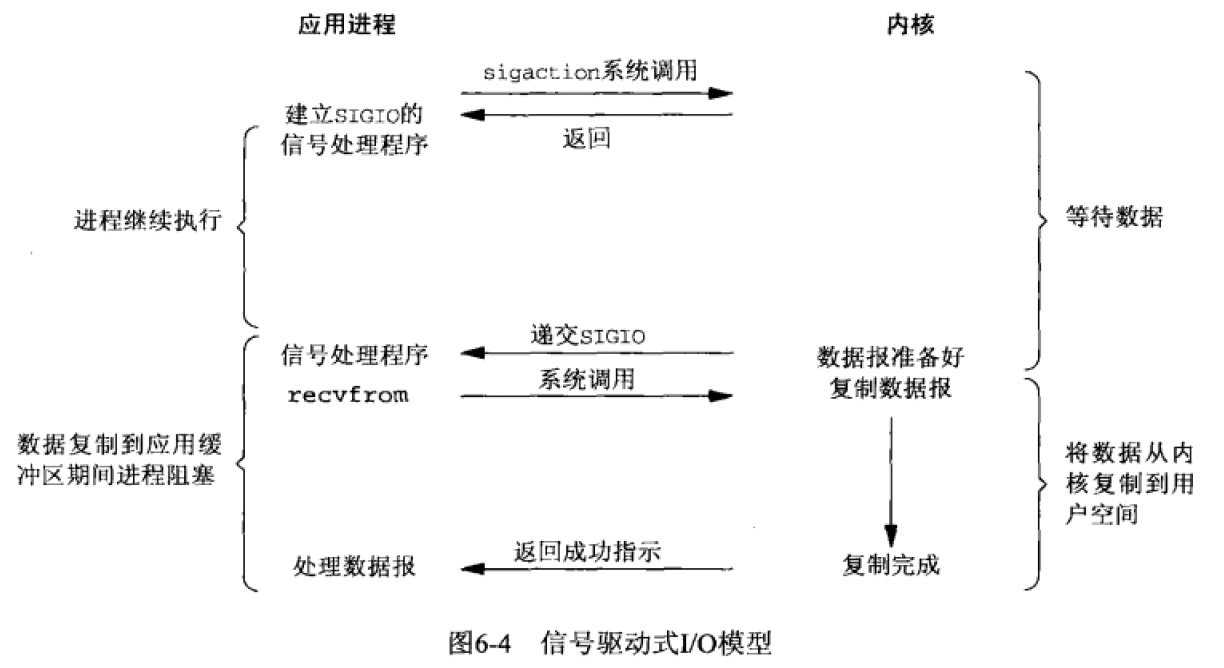 应用进程
内核
sigaction系统调用
建立SIGIO的
信号处理程序
返回
进程继续执行
等待数据
递交SIGIO
信号处理程序
数据报准备好
recvfrom
系统调用
复制数据报
数据复制到应用缓
冲区期间进程阻塞
将数据从内
核复制到用
户空间
返回成功指示
处理数据报
复制完成
图6-4 信号驱动式I/O模型